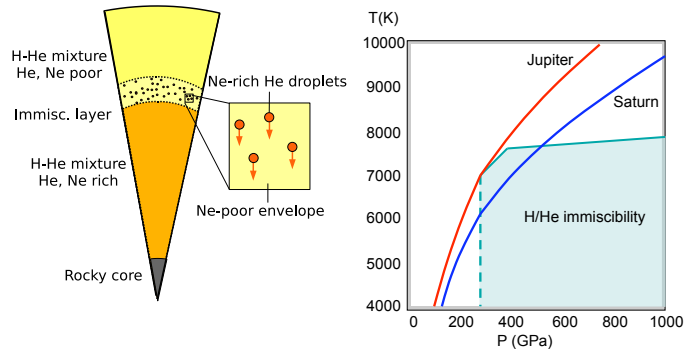 H-He mixture
He, Ne poor
Immisc. layer
H-He mixture
He, Ne rich
Rocky core
Ne-rich He droplets
Ne-poor envelope
T(K)
10000
9000
8000
7000
6000
5000
4000
Jupiter
Saturn
H/He immiscibility
0
200
400
600
800
1000
P (GPa)